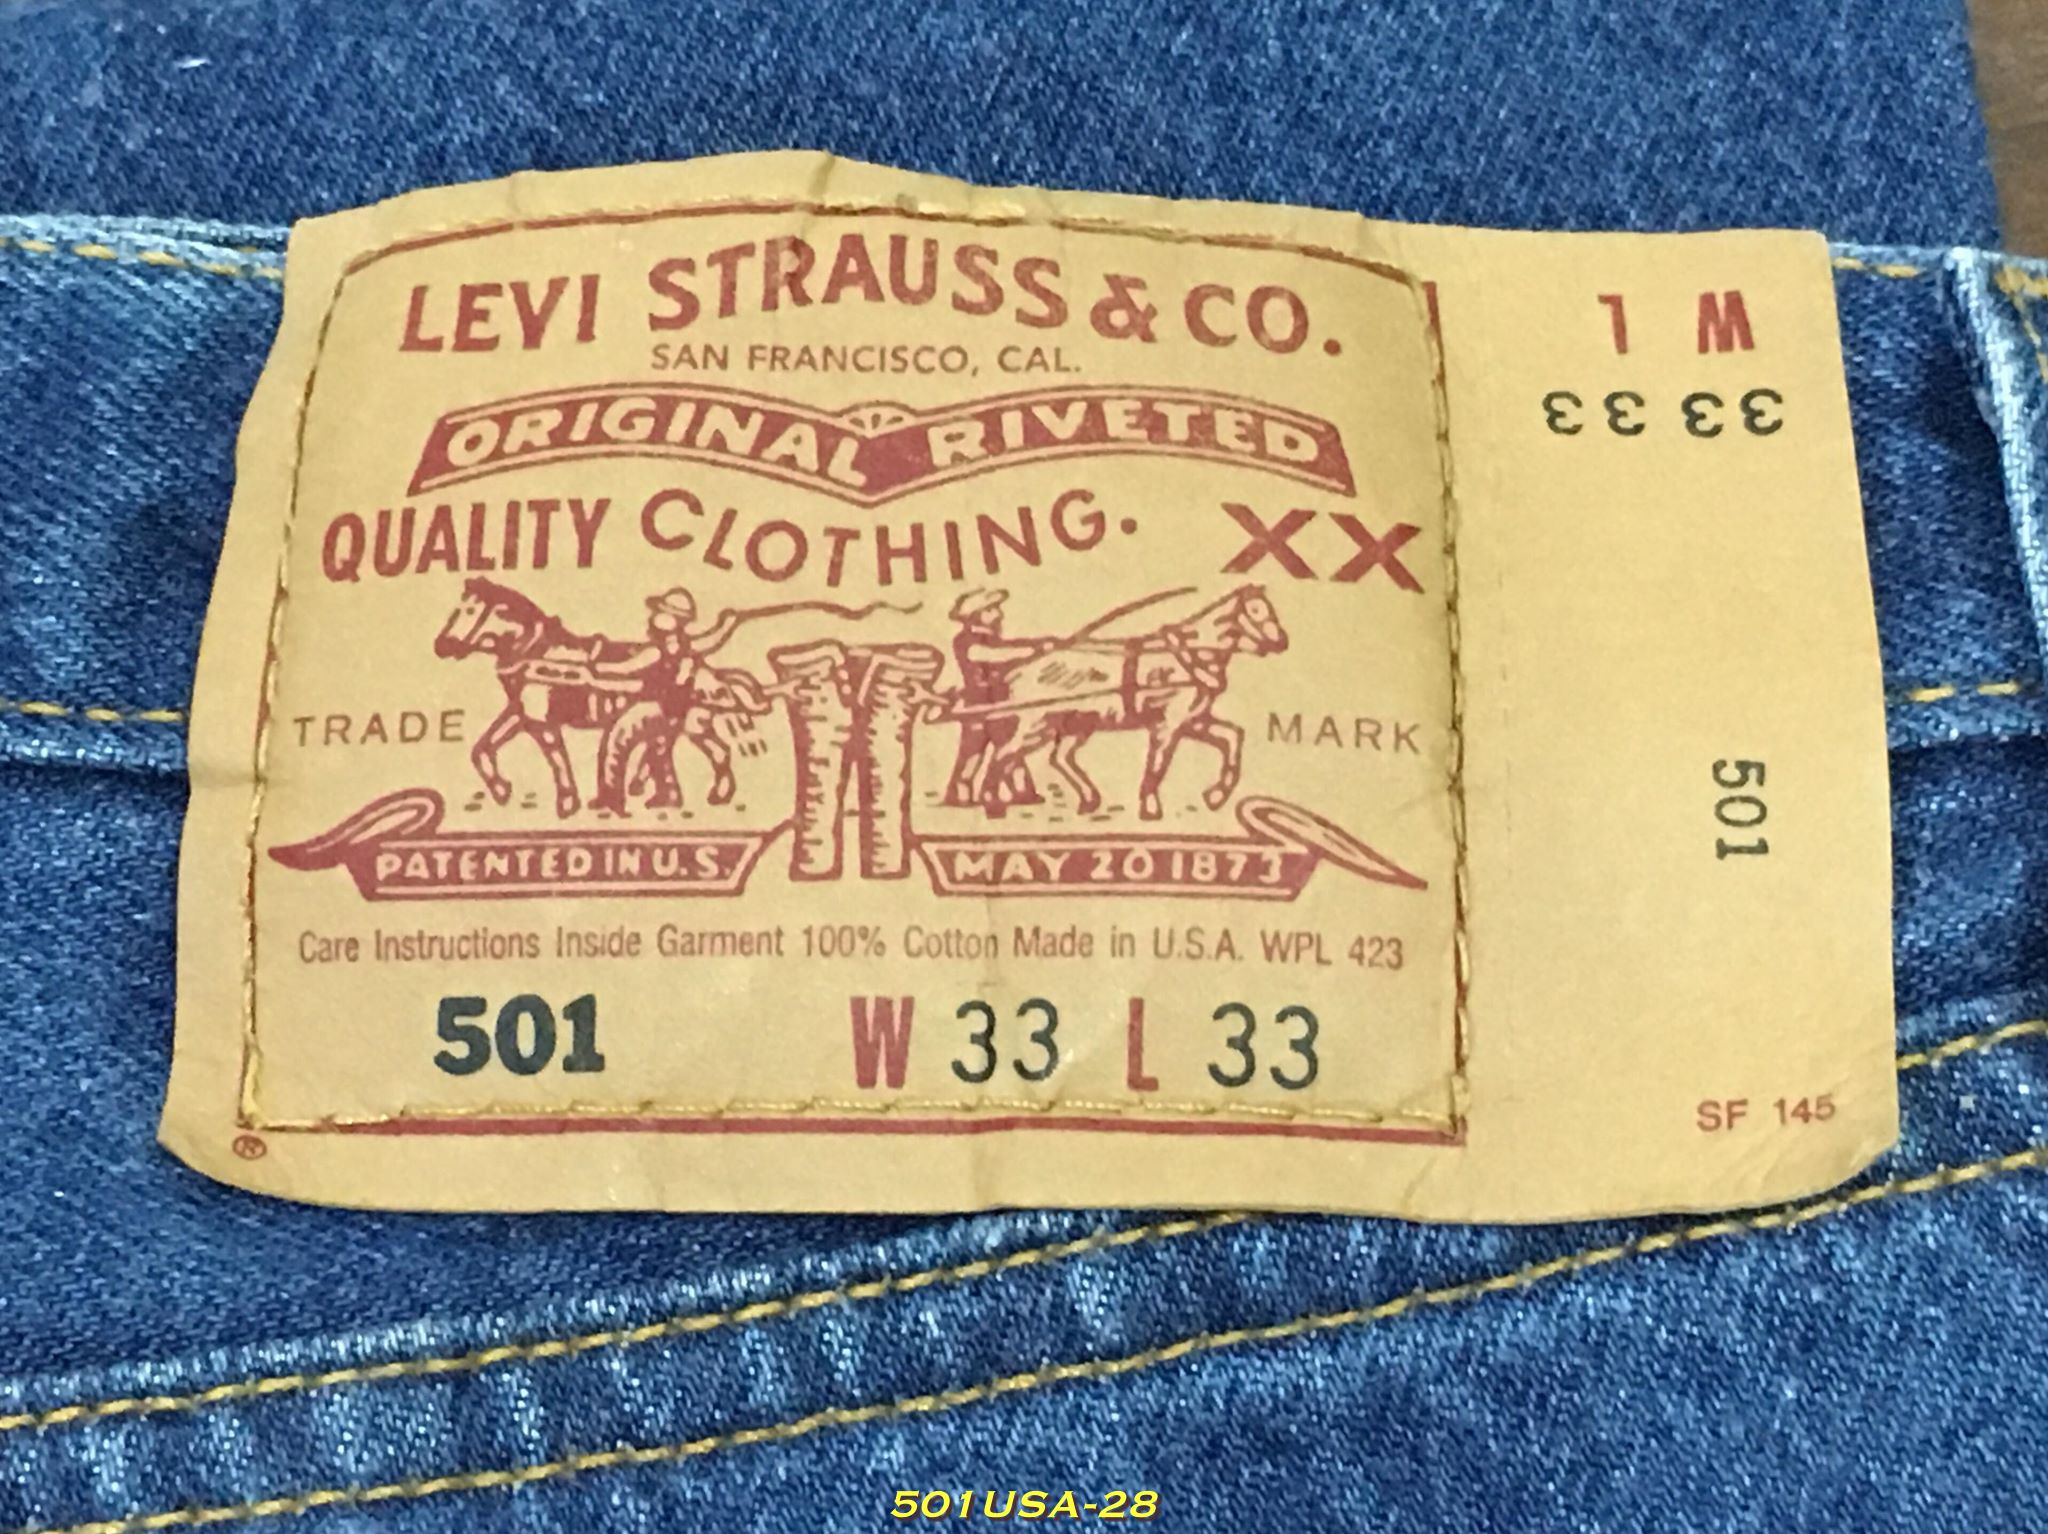 LEVI STRAUSS & CO.
SAN FRANCISCO, CAL.
ORIGINAL RIVETED
QUALITY CLOTHING. XX
TRADE MARK
PATENTED IN U.S. MAY 20 1873
Care Instructions Inside Garment 100% Cotton Made in U.S.A. WPL 423
501 W 33 L 33
®
W L
33 33
501
SF 145
501USA-28